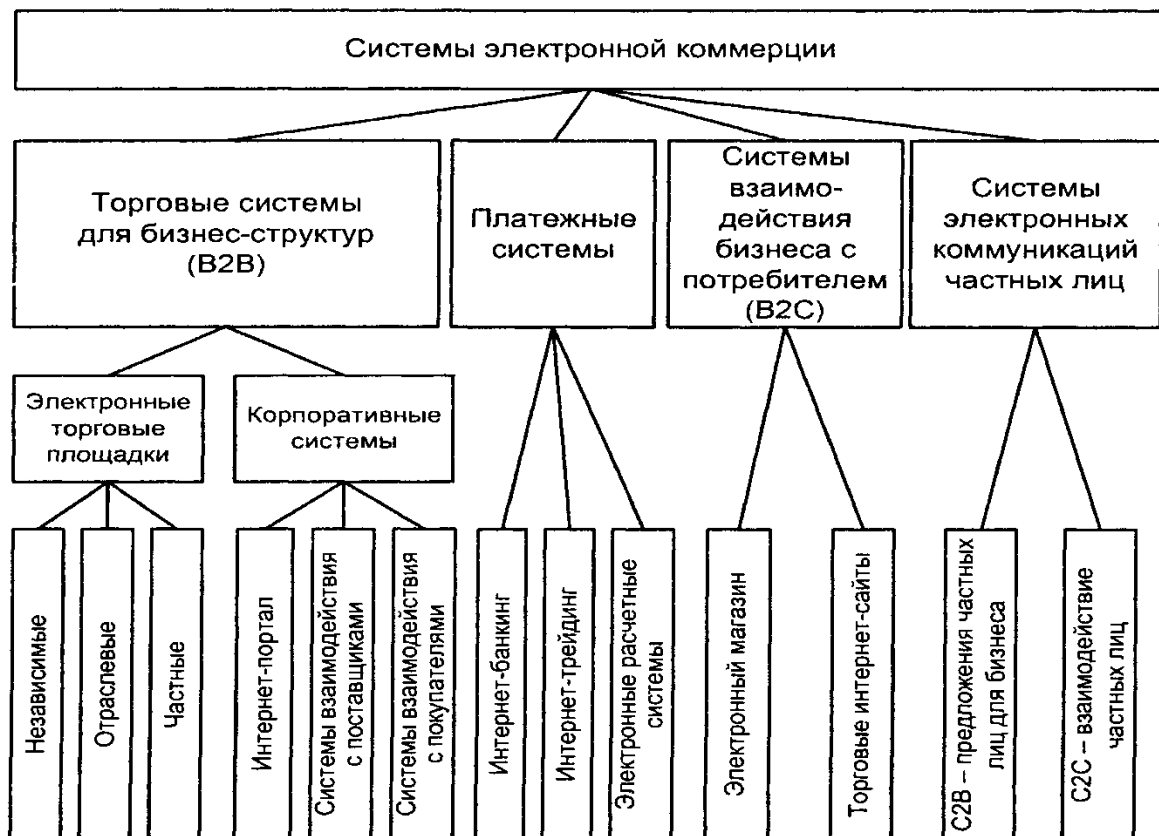 Системы электронной коммерции
Торговые системы
для бизнес-структур
(B2B)
Платежные
системы
Системы
взаимо-
действия
бизнеса с
потребителем
(B2C)
Системы
электронных
коммуникаций
частных лиц
Электронные
торговые
площадки
Корпоративные
системы
Независимые
Отраслевые
Частные
Интернет-портал
Системы взаимодействия
с поставщиками
Системы взаимодействия
с покупателями
Интернет-банкинг
Интернет-трейдинг
Электронные расчетные
системы
Электронный магазин
Торговые интернет-сайты
C2B – предложения частных
лиц для бизнеса
C2C – взаимодействие
частных лиц